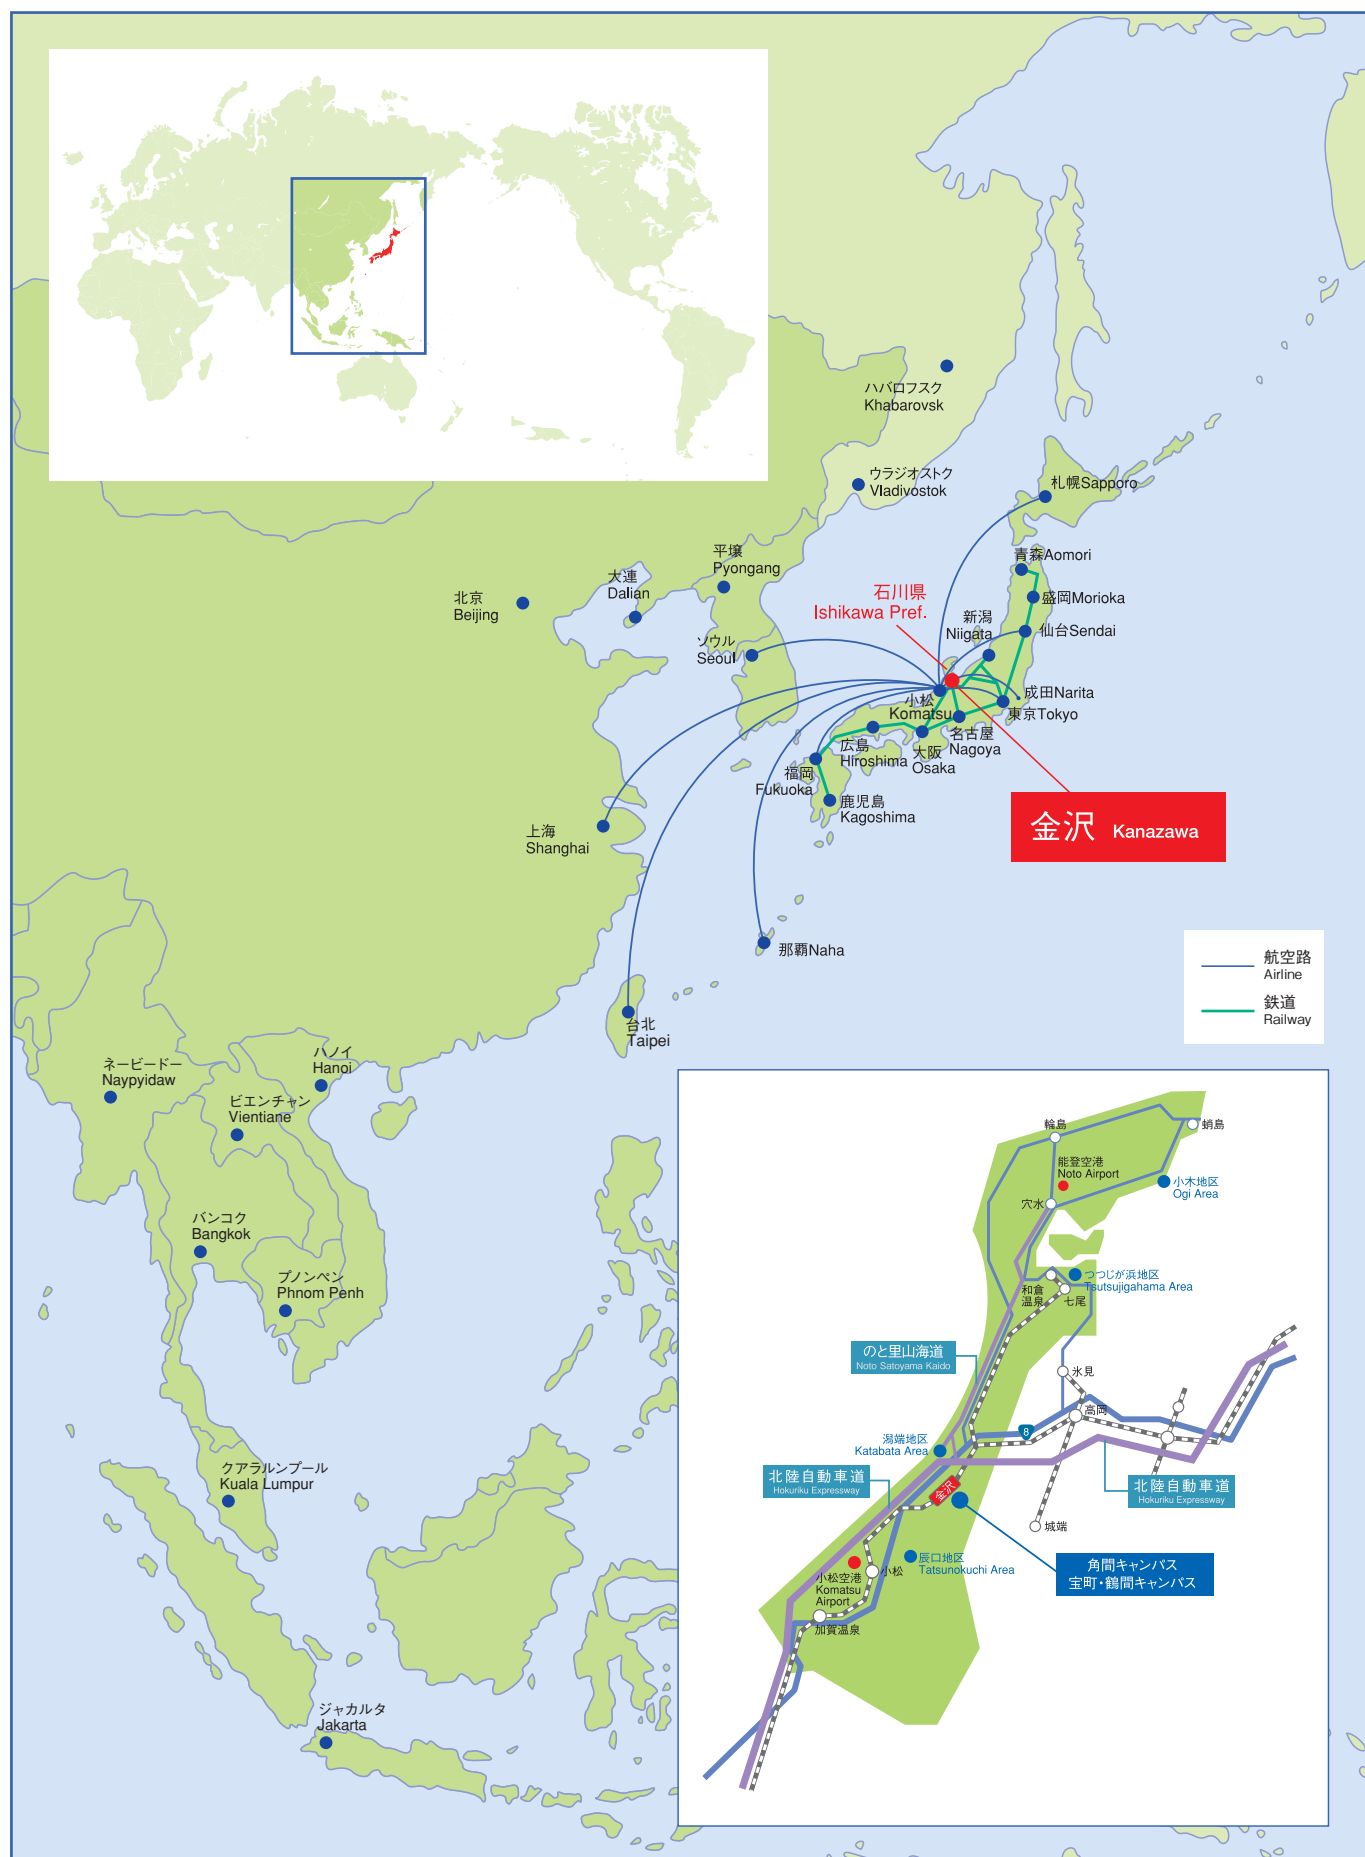 ハバロフスク
Khabarovsk
ウラジオストク
Vladivostok
札幌Sapporo
青森Aomori
平壌
Pyongang
大連
Dalian
北京
Beijing
盛岡Morioka
石川県
Ishikawa Pref.
新潟
Niigata
仙台Sendai
ソウル
Seoul
成田Narita
小松
Komatsu
東京Tokyo
名古屋
Nagoya
広島
Hiroshima
大阪
Osaka
福岡
Fukuoka
鹿児島
Kagoshima
金沢 Kanazawa
上海
Shanghai
那覇Naha
航空路
Airline
鉄道
Railway
台北
Taipei
ハノイ
Hanoi
ネーピードー
Naypyidaw
ビエンチャン
Vientiane
バンコク
Bangkok
プノンペン
Phnom Penh
クアラルンプール
Kuala Lumpur
ジャカルタ
Jakarta
輪島
蛸島
能登空港
Noto Airport
小木地区
Ogi Area
穴水
つつじが浜地区
Tsutsujigahama Area
和倉
温泉
七尾
のと里山海道
Noto Satoyama Kaido
氷見
高岡
8
潟端地区
Katabata Area
北陸自動車道
Hokuriku Expressway
北陸自動車道
Hokuriku Expressway
金沢
城端
辰口地区
Tatsunokuchi Area
角間キャンパス
宝町・鶴間キャンパス
小松空港
Komatsu
Airport
小松
加賀温泉